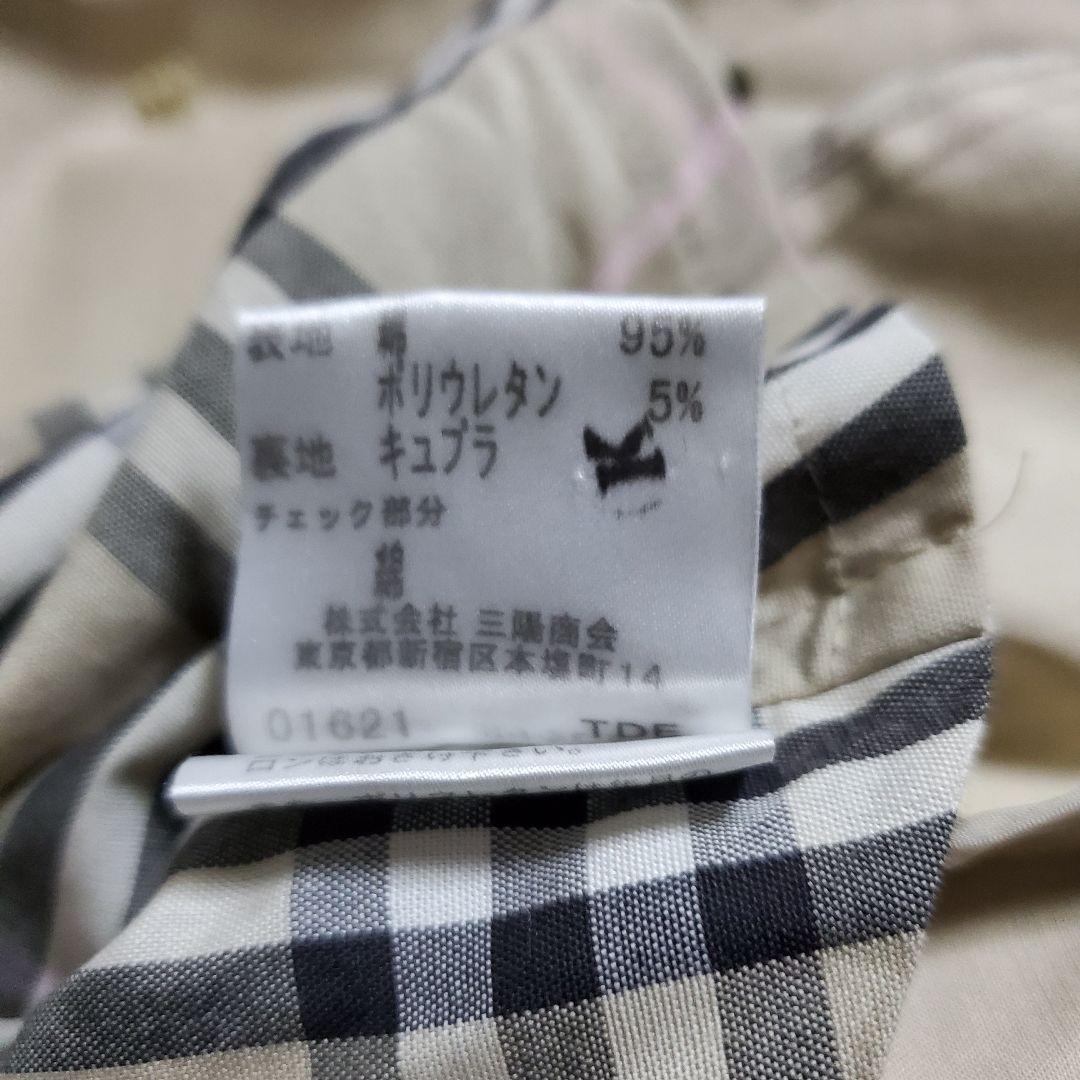 表地 綿 95%
ポリウレタン 5%
裏地 キュプラ
チェック部分
綿
株式会社 三陽商会
東京都新宿区本塩町14
01621 TDE
K